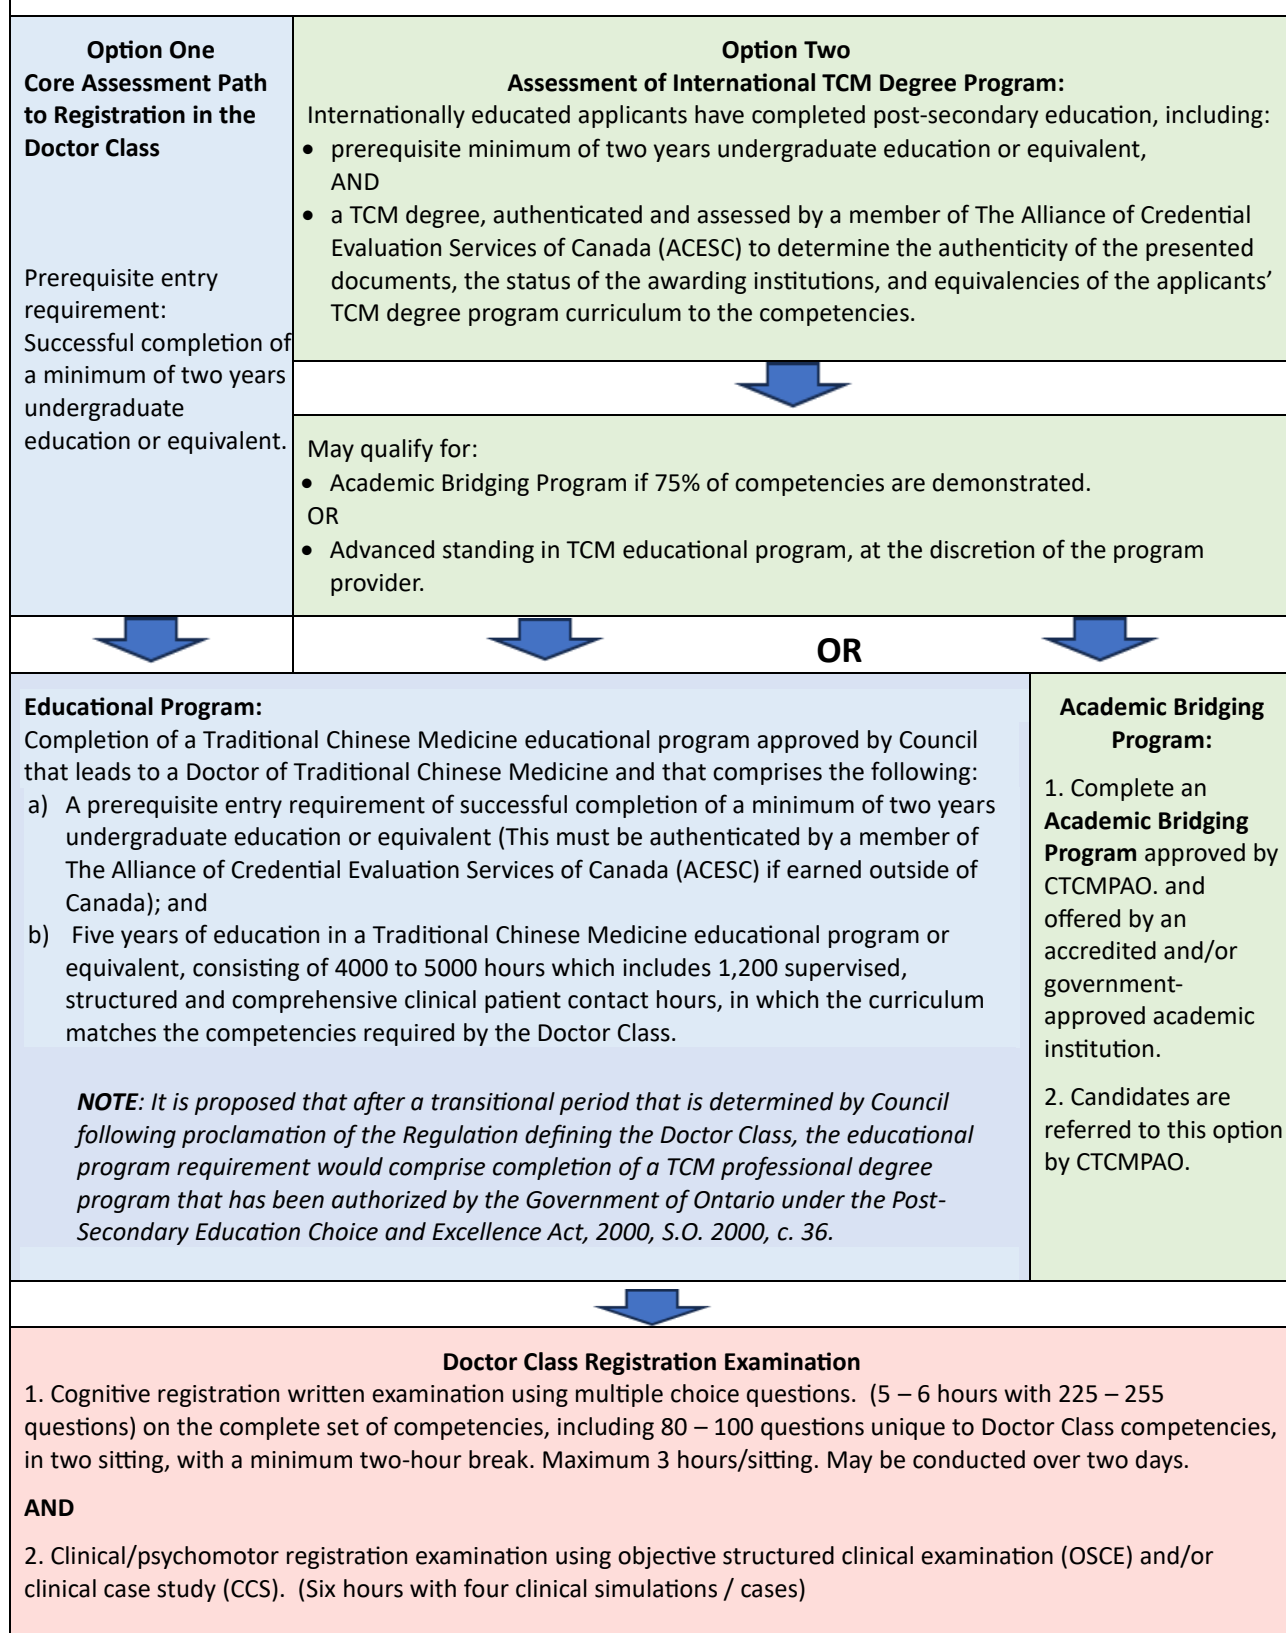 Option One
Core Assessment Path
to Registration in the
Doctor Class
Prerequisite entry
requirement:
Successful completion of
a minimum of two years
undergraduate
education or equivalent.
Option Two
Assessment of International TCM Degree Program:
Internationally educated applicants have completed post-secondary education, including:
• prerequisite minimum of two years undergraduate education or equivalent,
AND
• a TCM degree, authenticated and assessed by a member of The Alliance of Credential
Evaluation Services of Canada (ACESC) to determine the authenticity of the presented
documents, the status of the awarding institutions, and equivalencies of the applicants’
TCM degree program curriculum to the competencies.
May qualify for:
• Academic Bridging Program if 75% of competencies are demonstrated.
OR
• Advanced standing in TCM educational program, at the discretion of the program
provider.
OR
Educational Program:
Completion of a Traditional Chinese Medicine educational program approved by Council
that leads to a Doctor of Traditional Chinese Medicine and that comprises the following:
a) A prerequisite entry requirement of successful completion of a minimum of two years
undergraduate education or equivalent (This must be authenticated by a member of
The Alliance of Credential Evaluation Services of Canada (ACESC) if earned outside of
Canada); and
b) Five years of education in a Traditional Chinese Medicine educational program or
equivalent, consisting of 4000 to 5000 hours which includes 1,200 supervised,
structured and comprehensive clinical patient contact hours, in which the curriculum
matches the competencies required by the Doctor Class.
NOTE: It is proposed that after a transitional period that is determined by Council
following proclamation of the Regulation defining the Doctor Class, the educational
program requirement would comprise completion of a TCM professional degree
program that has been authorized by the Government of Ontario under the Post-
Secondary Education Choice and Excellence Act, 2000, S.O. 2000, c. 36.
Academic Bridging
Program:
1. Complete an
Academic Bridging
Program approved by
CTCMPAO. and
offered by an
accredited and/or
government-
approved academic
institution.
2. Candidates are
referred to this option
by CTCMPAO.
Doctor Class Registration Examination
1. Cognitive registration written examination using multiple choice questions. (5 – 6 hours with 225 – 255
questions) on the complete set of competencies, including 80 – 100 questions unique to Doctor Class competencies,
in two sitting, with a minimum two-hour break. Maximum 3 hours/sitting. May be conducted over two days.
AND
2. Clinical/psychomotor registration examination using objective structured clinical examination (OSCE) and/or
clinical case study (CCS). (Six hours with four clinical simulations / cases)